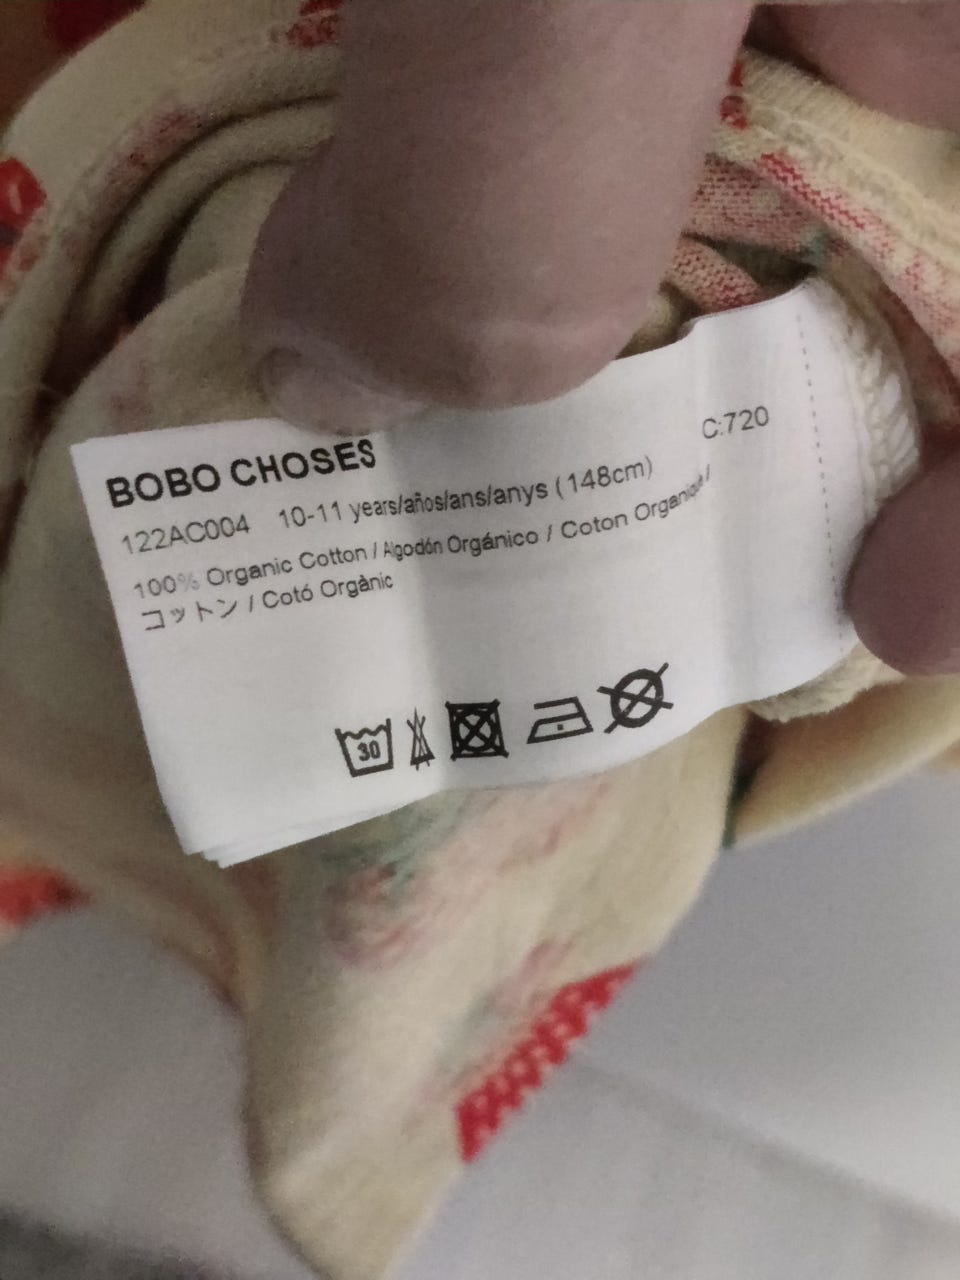 BOBO CHOSES
C:720
122AC004 10-11 years/años/ans/anys (148cm)
100% Organic Cotton / Algodón Orgánico / Coton Organique /
コットン / Cotó Orgànic
30